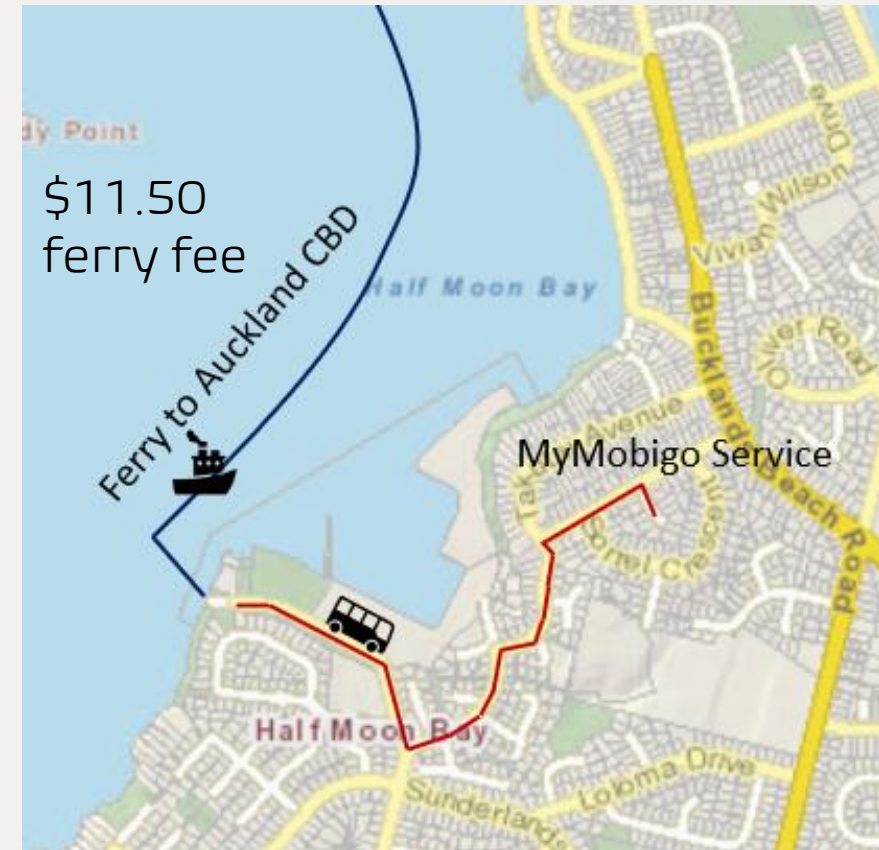 dy Point
$11.50
ferry fee
Ferry to Auckland CBD
Half Moon Bay
Drive
Vivian Wilson
Oliver Road
Bucklands Beach Road
Avenue
MyMobigo Service
Sorrel Crescent
Half Moon Bay
Loloma Drive
Sunderlands